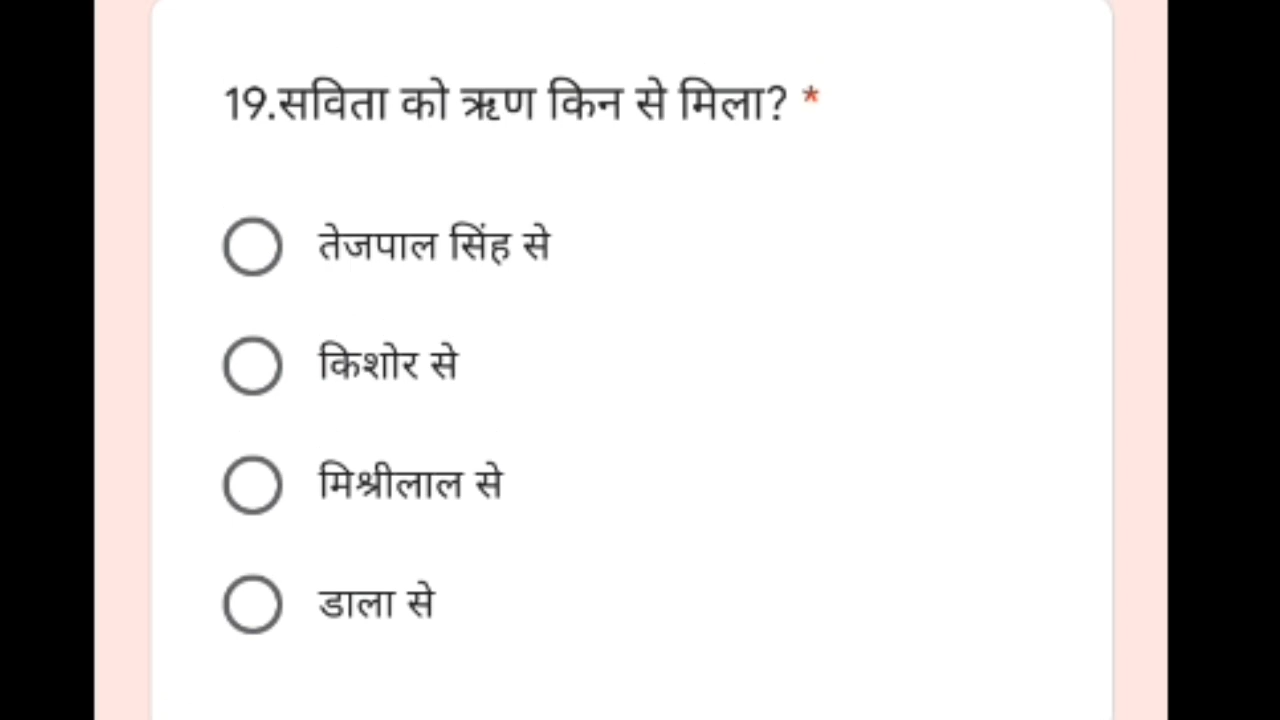 19.सविता को ऋण किन से मिला? *
तेजपाल सिंह से
किशोर से
मिश्रीलाल से
डाला से